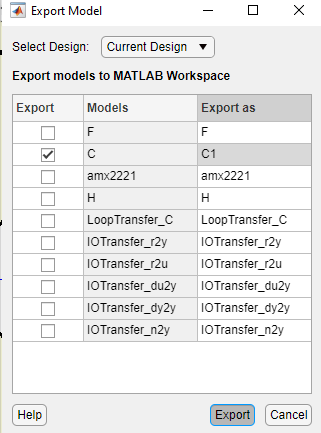 Export Model
Select Design: Current Design
Export models to MATLAB Workspace
Export Models Export as
F F
C C1
amx2221 amx2221
H H
LoopTransfer_C LoopTransfer_C
IOTransfer_r2y IOTransfer_r2y
IOTransfer_r2u IOTransfer_r2u
IOTransfer_du2y IOTransfer_du2y
IOTransfer_dy2y IOTransfer_dy2y
IOTransfer_n2y IOTransfer_n2y
Help Export Cancel